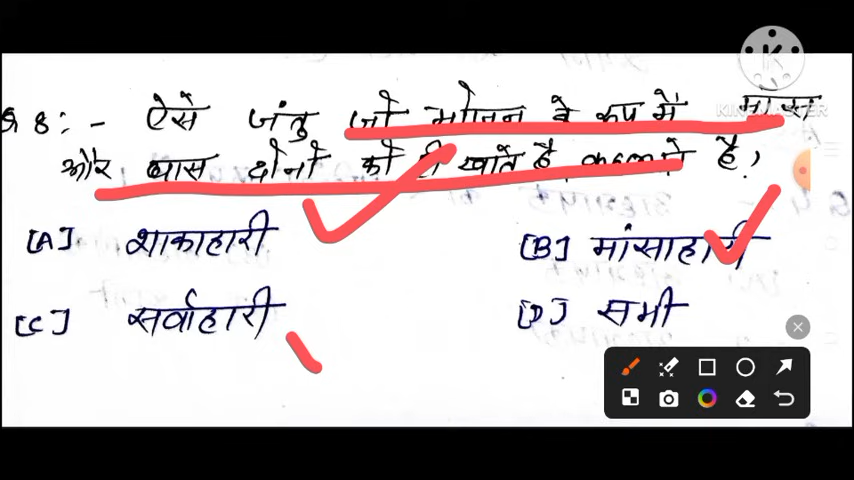 Q 8:- ऐसे जंतु जो भोजन के रूप में मांस
और घास दोनों को ही खाते है, कहलाते है?
[A] शाकाहारी
[B] मांसाहारी
[C] सर्वाहारी
[D] सभी
KINEMASTER